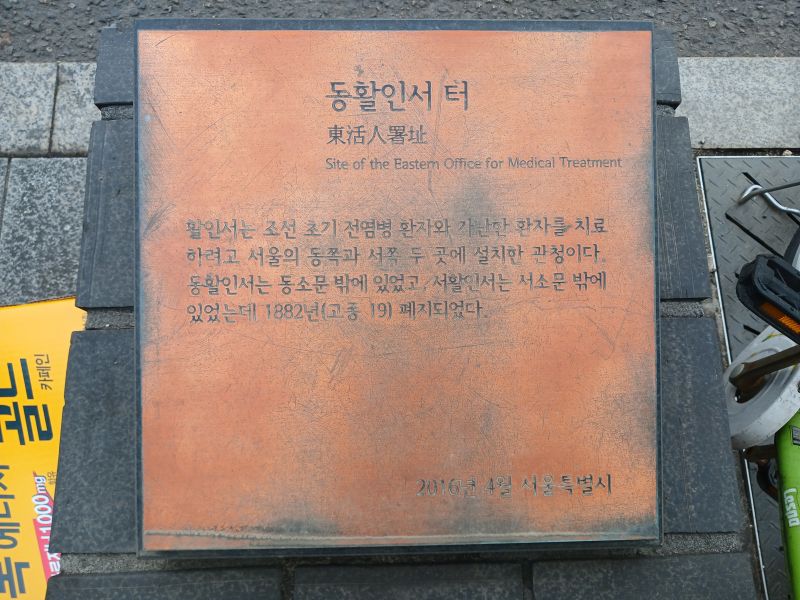 동활인서 터
東活人署址
Site of the Eastern Office for Medical Treatment
활인서는 조선 초기 전염병 환자와 가난한 환자를 치료
하려고 서울의 동쪽과 서쪽 두 곳에 설치한 관청이다.
동활인서는 동소문 밖에 있었고, 서활인서는 서소문 밖에
있었는데 1882년(고종 19) 폐지되었다.
2016년 4월 서울특별시
카페인
1000mg